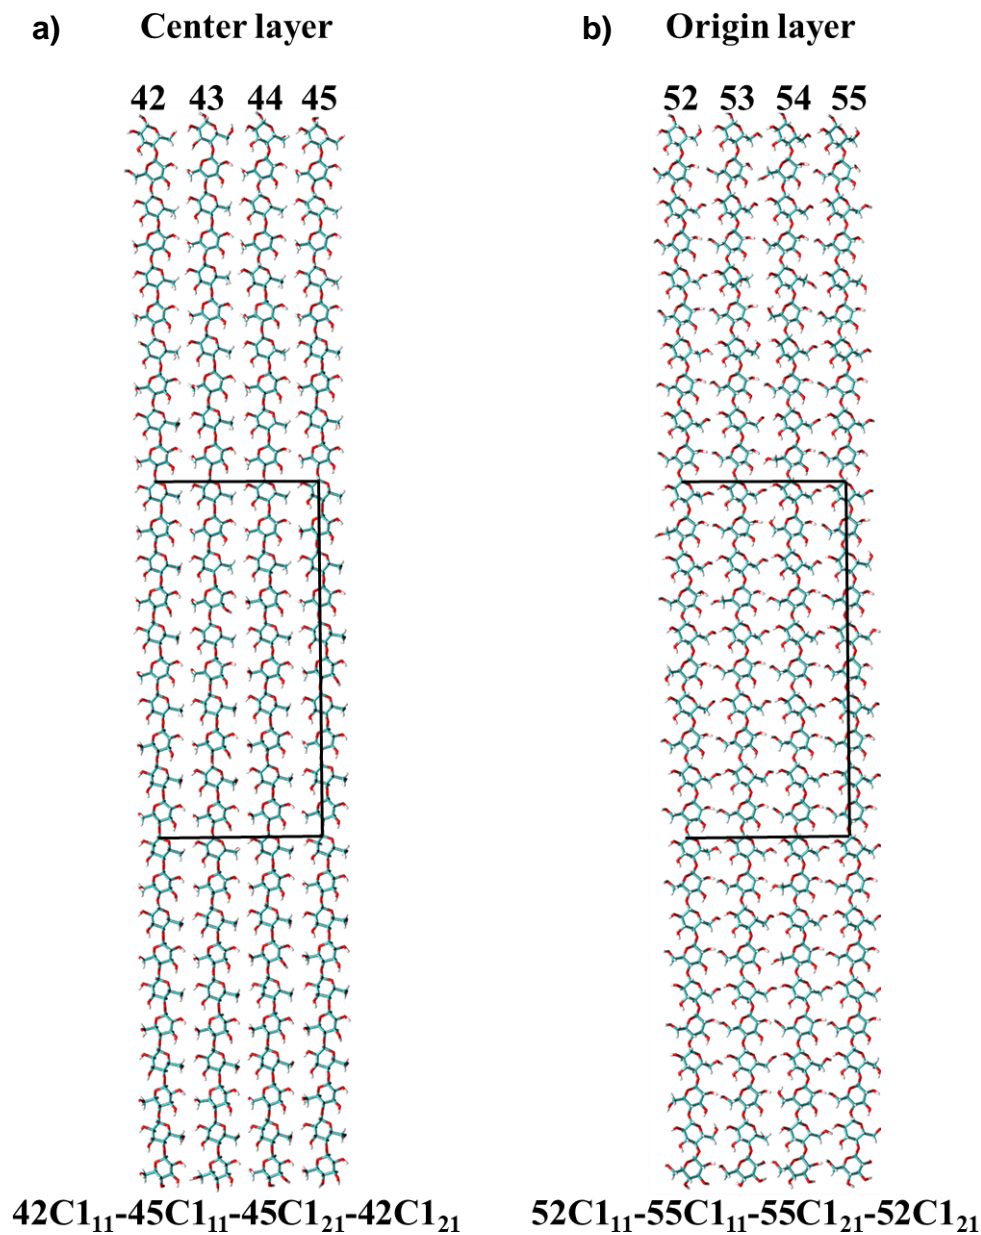 a) Center layer
b) Origin layer
42 43 44 45
52 53 54 55
42C1₁₁-45C1₁₁-45C1₂₁-42C1₂₁
52C1₁₁-55C1₁₁-55C1₂₁-52C1₂₁